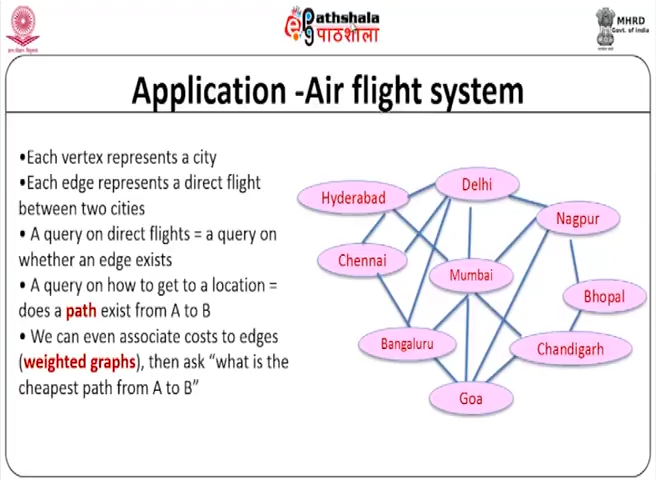 Pathshala
पाठशाला
MHRD
Govt. of India
Application -Air flight system
•Each vertex represents a city
•Each edge represents a direct flight
between two cities
• A query on direct flights = a query on
whether an edge exists
• A query on how to get to a location =
does a path exist from A to B
• We can even associate costs to edges
(weighted graphs), then ask “what is the
cheapest path from A to B”
Delhi
Hyderabad
Nagpur
Chennai
Mumbai
Bhopal
Bangaluru
Chandigarh
Goa